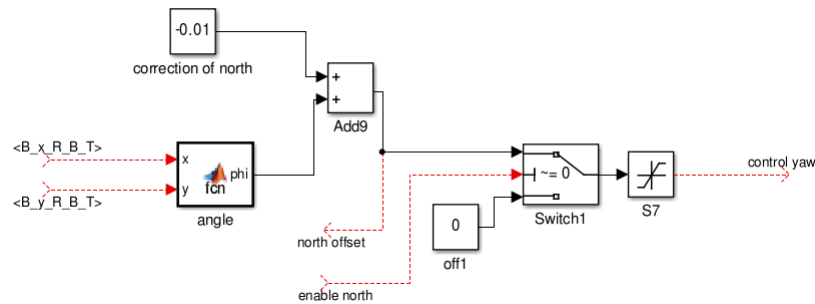 -0.01
correction of north
+
+
Add9
<B_x_R_B_T>
x
phi
<B_y_R_B_T>
y
fcn
angle
~= 0
control yaw
Switch1
S7
0
off1
north offset
enable north